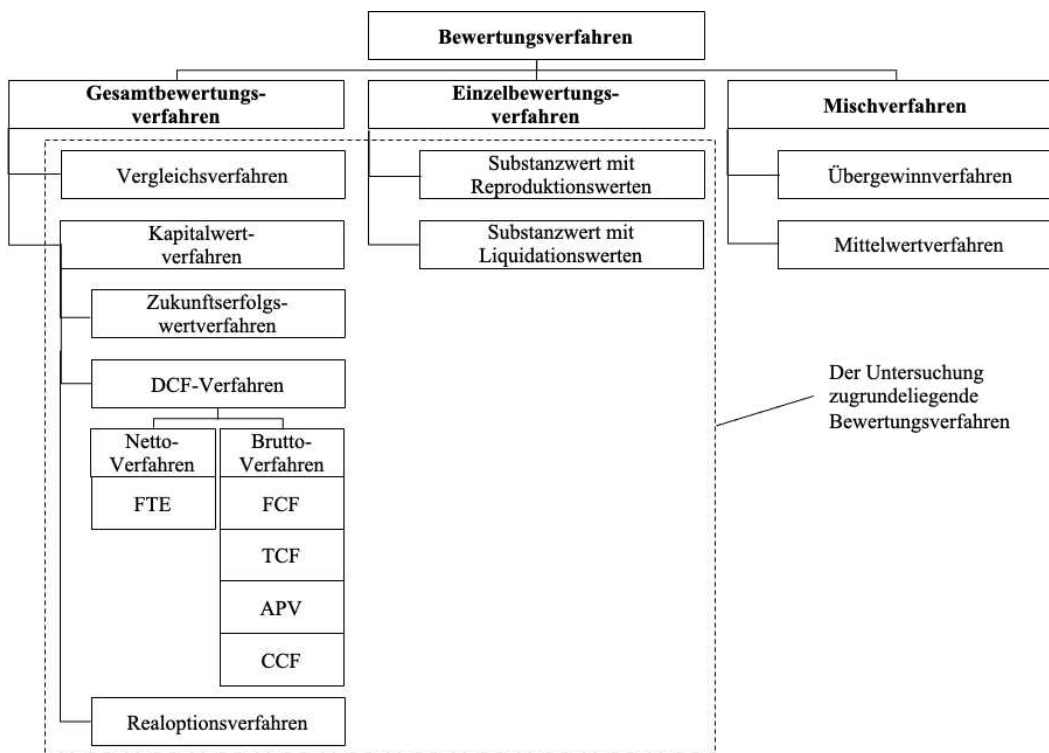 Bewertungsverfahren
Gesamtbewertungs-
verfahren
Einzelbewertungs-
verfahren
Mischverfahren
Vergleichsverfahren
Kapitalwert-
verfahren
Zukunftserfolgs-
wertverfahren
DCF-Verfahren
Netto-
Verfahren
FTE
Brutto-
Verfahren
FCF
TCF
APV
CCF
Realoptionsverfahren
Substanzwert mit
Reproduktionswerten
Substanzwert mit
Liquidationswerten
Übergewinnverfahren
Mittelwertverfahren
Der Untersuchung
zugrundeliegende
Bewertungsverfahren